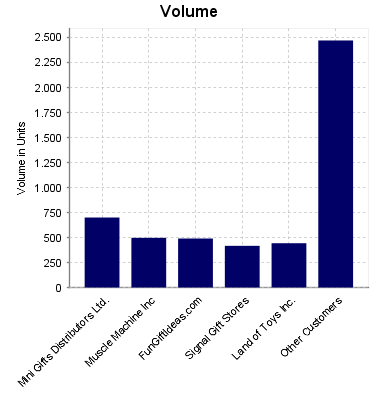 Volume
Volume in Units
2.500
2.250
2.000
1.750
1.500
1.250
1.000
750
500
250
0
Mini Gifts Distributors Ltd.
Muscle Machine Inc
FunGiftIdeas.com
Signal Gift Stores
Land of Toys Inc.
Other Customers